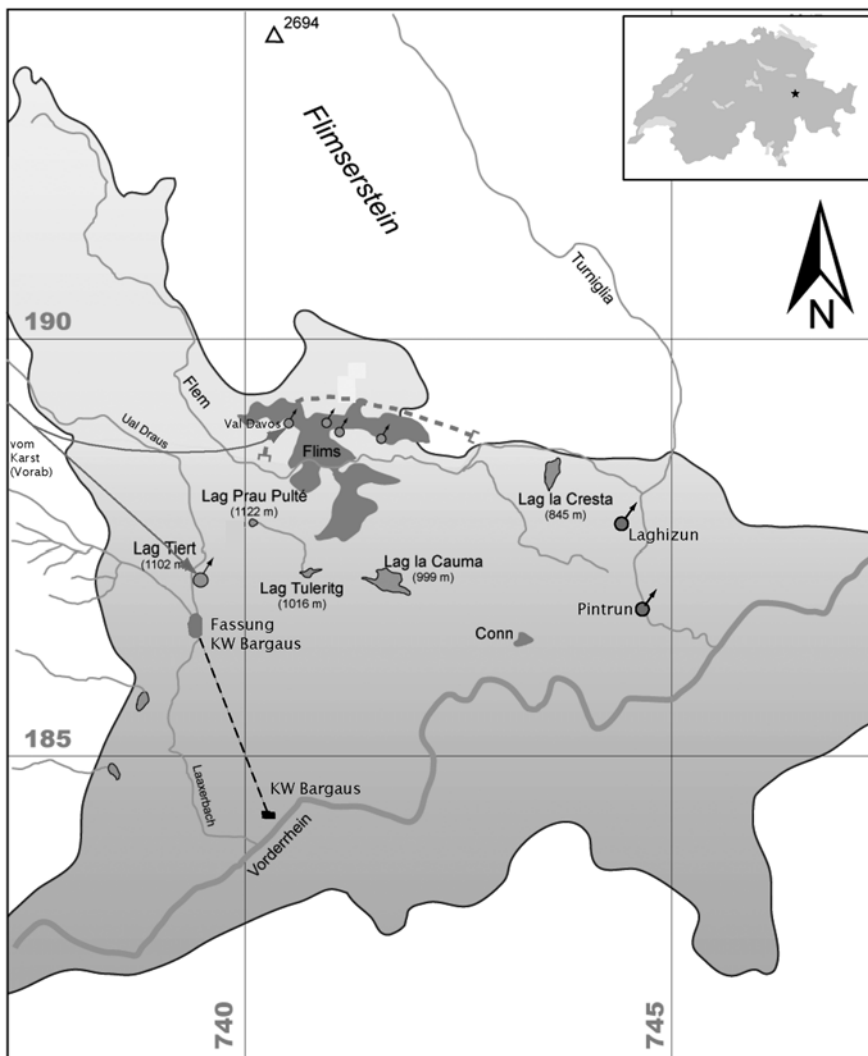 2694
Flimserstein
Turniglia
N
190
Flem
Ual Draus
Val Davos
vom
Karst
(Vorab)
Flims
Lag Prau Pulté
(1122 m)
Lag la Cresta
(845 m)
Laghizun
Lag Tiert
(1102 m)
Lag la Cauma
(999 m)
Lag Tuleritg
(1016 m)
Pintrun
Fassung
KW Bargaus
Conn
185
KW Bargaus
Laaxerbach
Vorderrhein
740
745